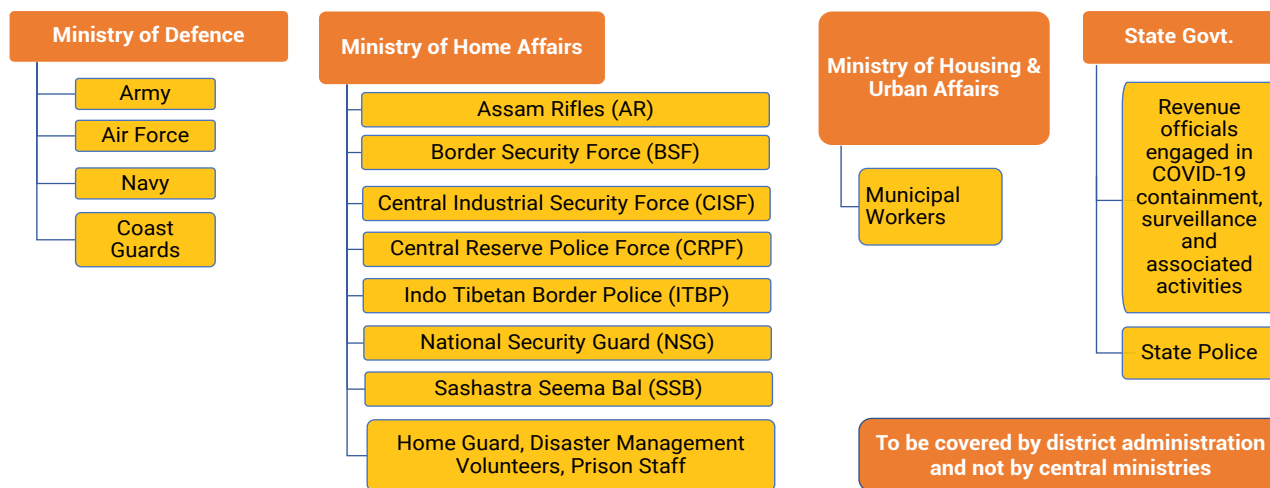 Ministry of Defence
Army
Air Force
Navy
Coast
Guards
Ministry of Home Affairs
Assam Rifles (AR)
Border Security Force (BSF)
Central Industrial Security Force (CISF)
Central Reserve Police Force (CRPF)
Indo Tibetan Border Police (ITBP)
National Security Guard (NSG)
Sashastra Seema Bal (SSB)
Home Guard, Disaster Management
Volunteers, Prison Staff
Ministry of Housing &
Urban Affairs
Municipal
Workers
State Govt.
Revenue
officials
engaged in
COVID-19
containment,
surveillance
and
associated
activities
State Police
To be covered by district administration
and not by central ministries